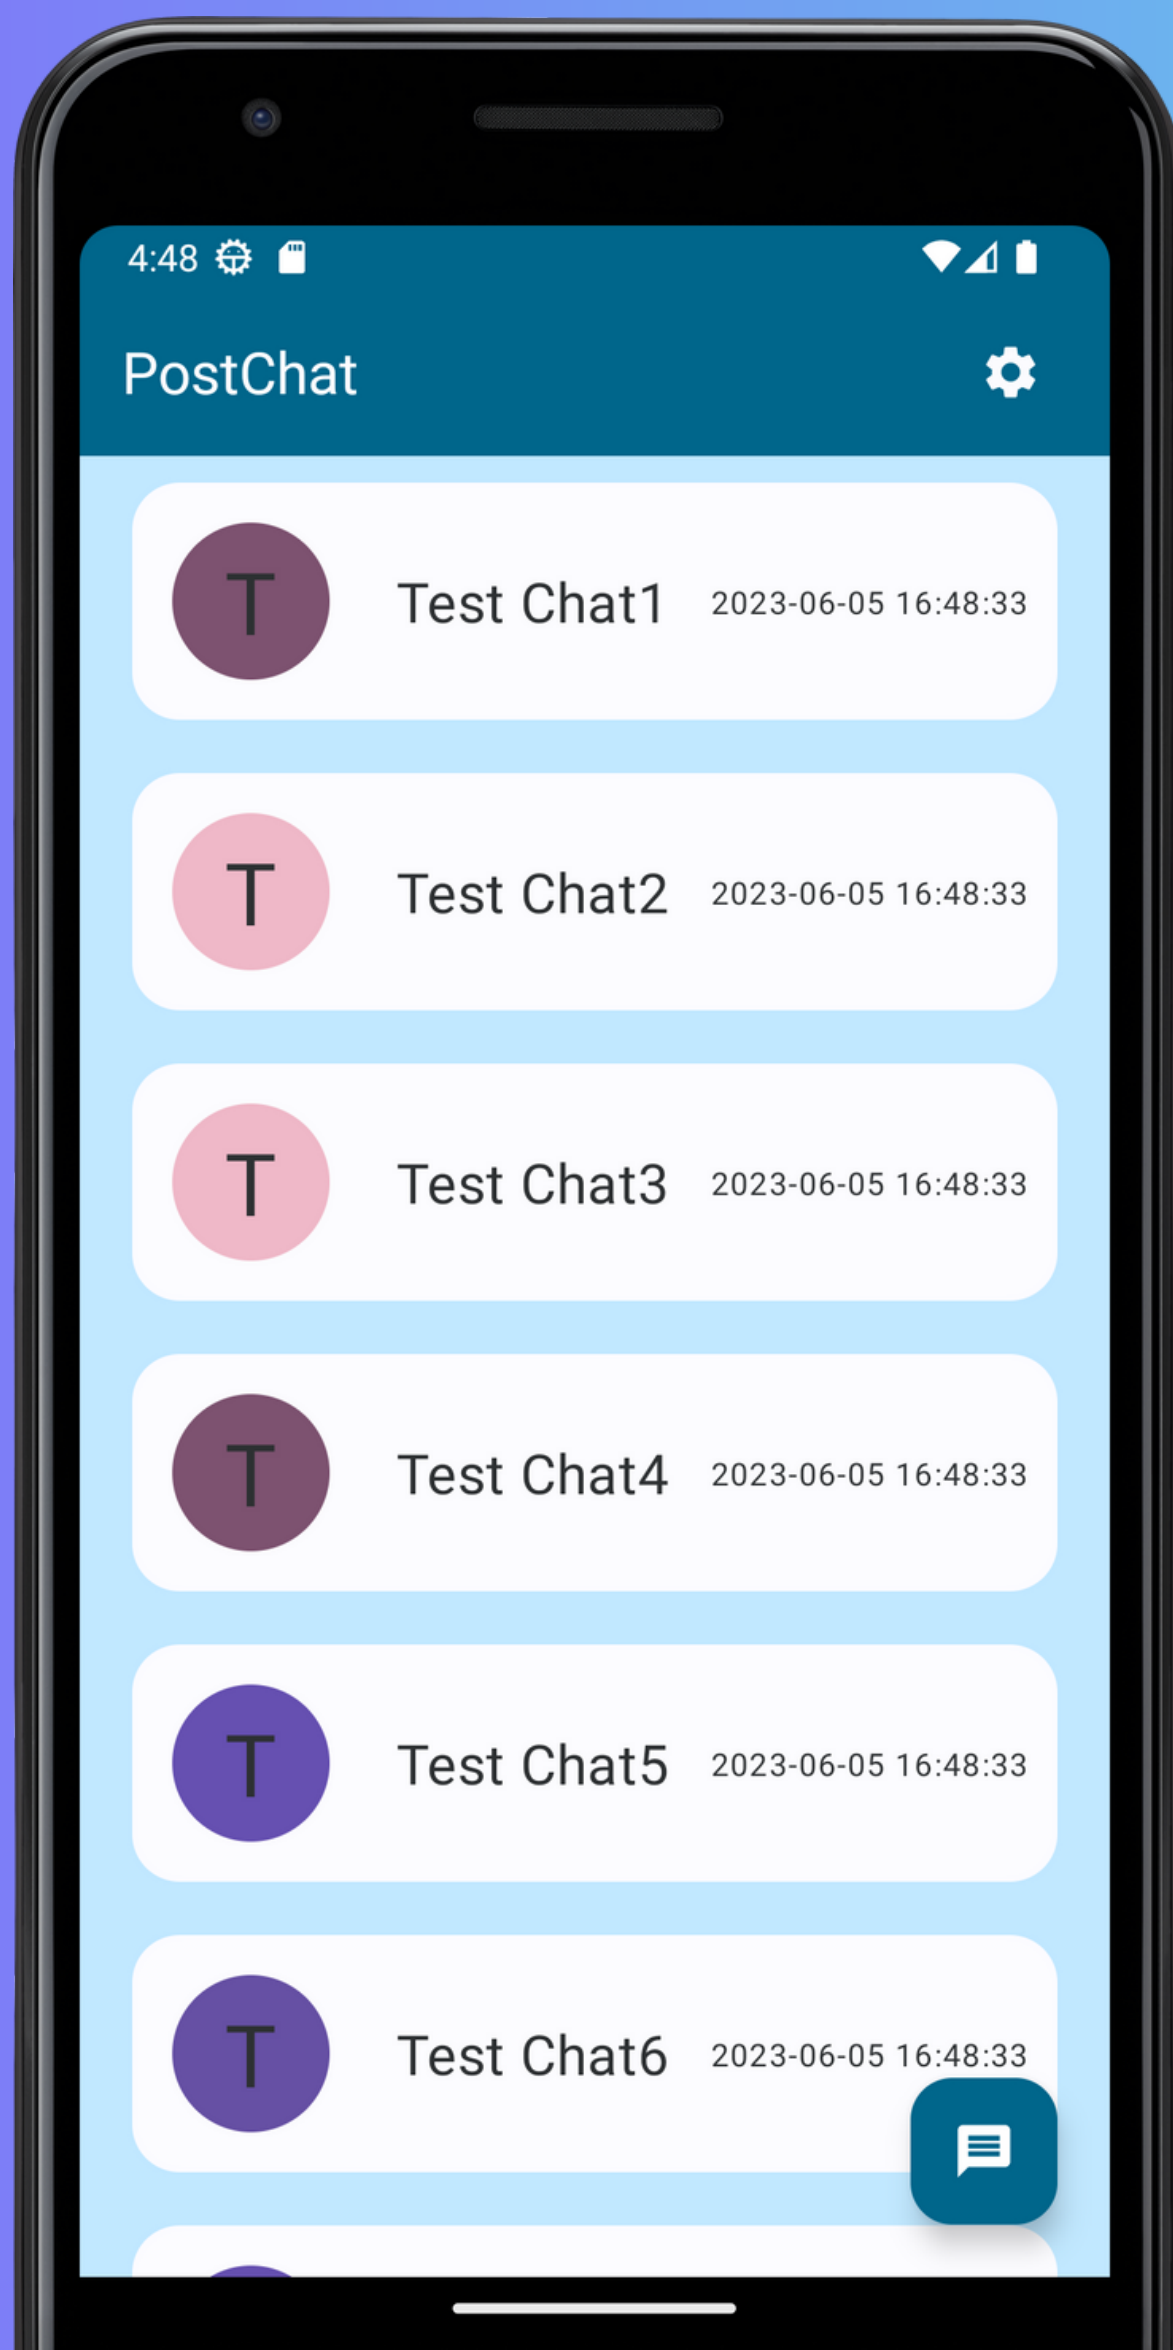 4:48
PostChat
T Test Chat1 2023-06-05 16:48:33
T Test Chat2 2023-06-05 16:48:33
T Test Chat3 2023-06-05 16:48:33
T Test Chat4 2023-06-05 16:48:33
T Test Chat5 2023-06-05 16:48:33
T Test Chat6 2023-06-05 16:48:33